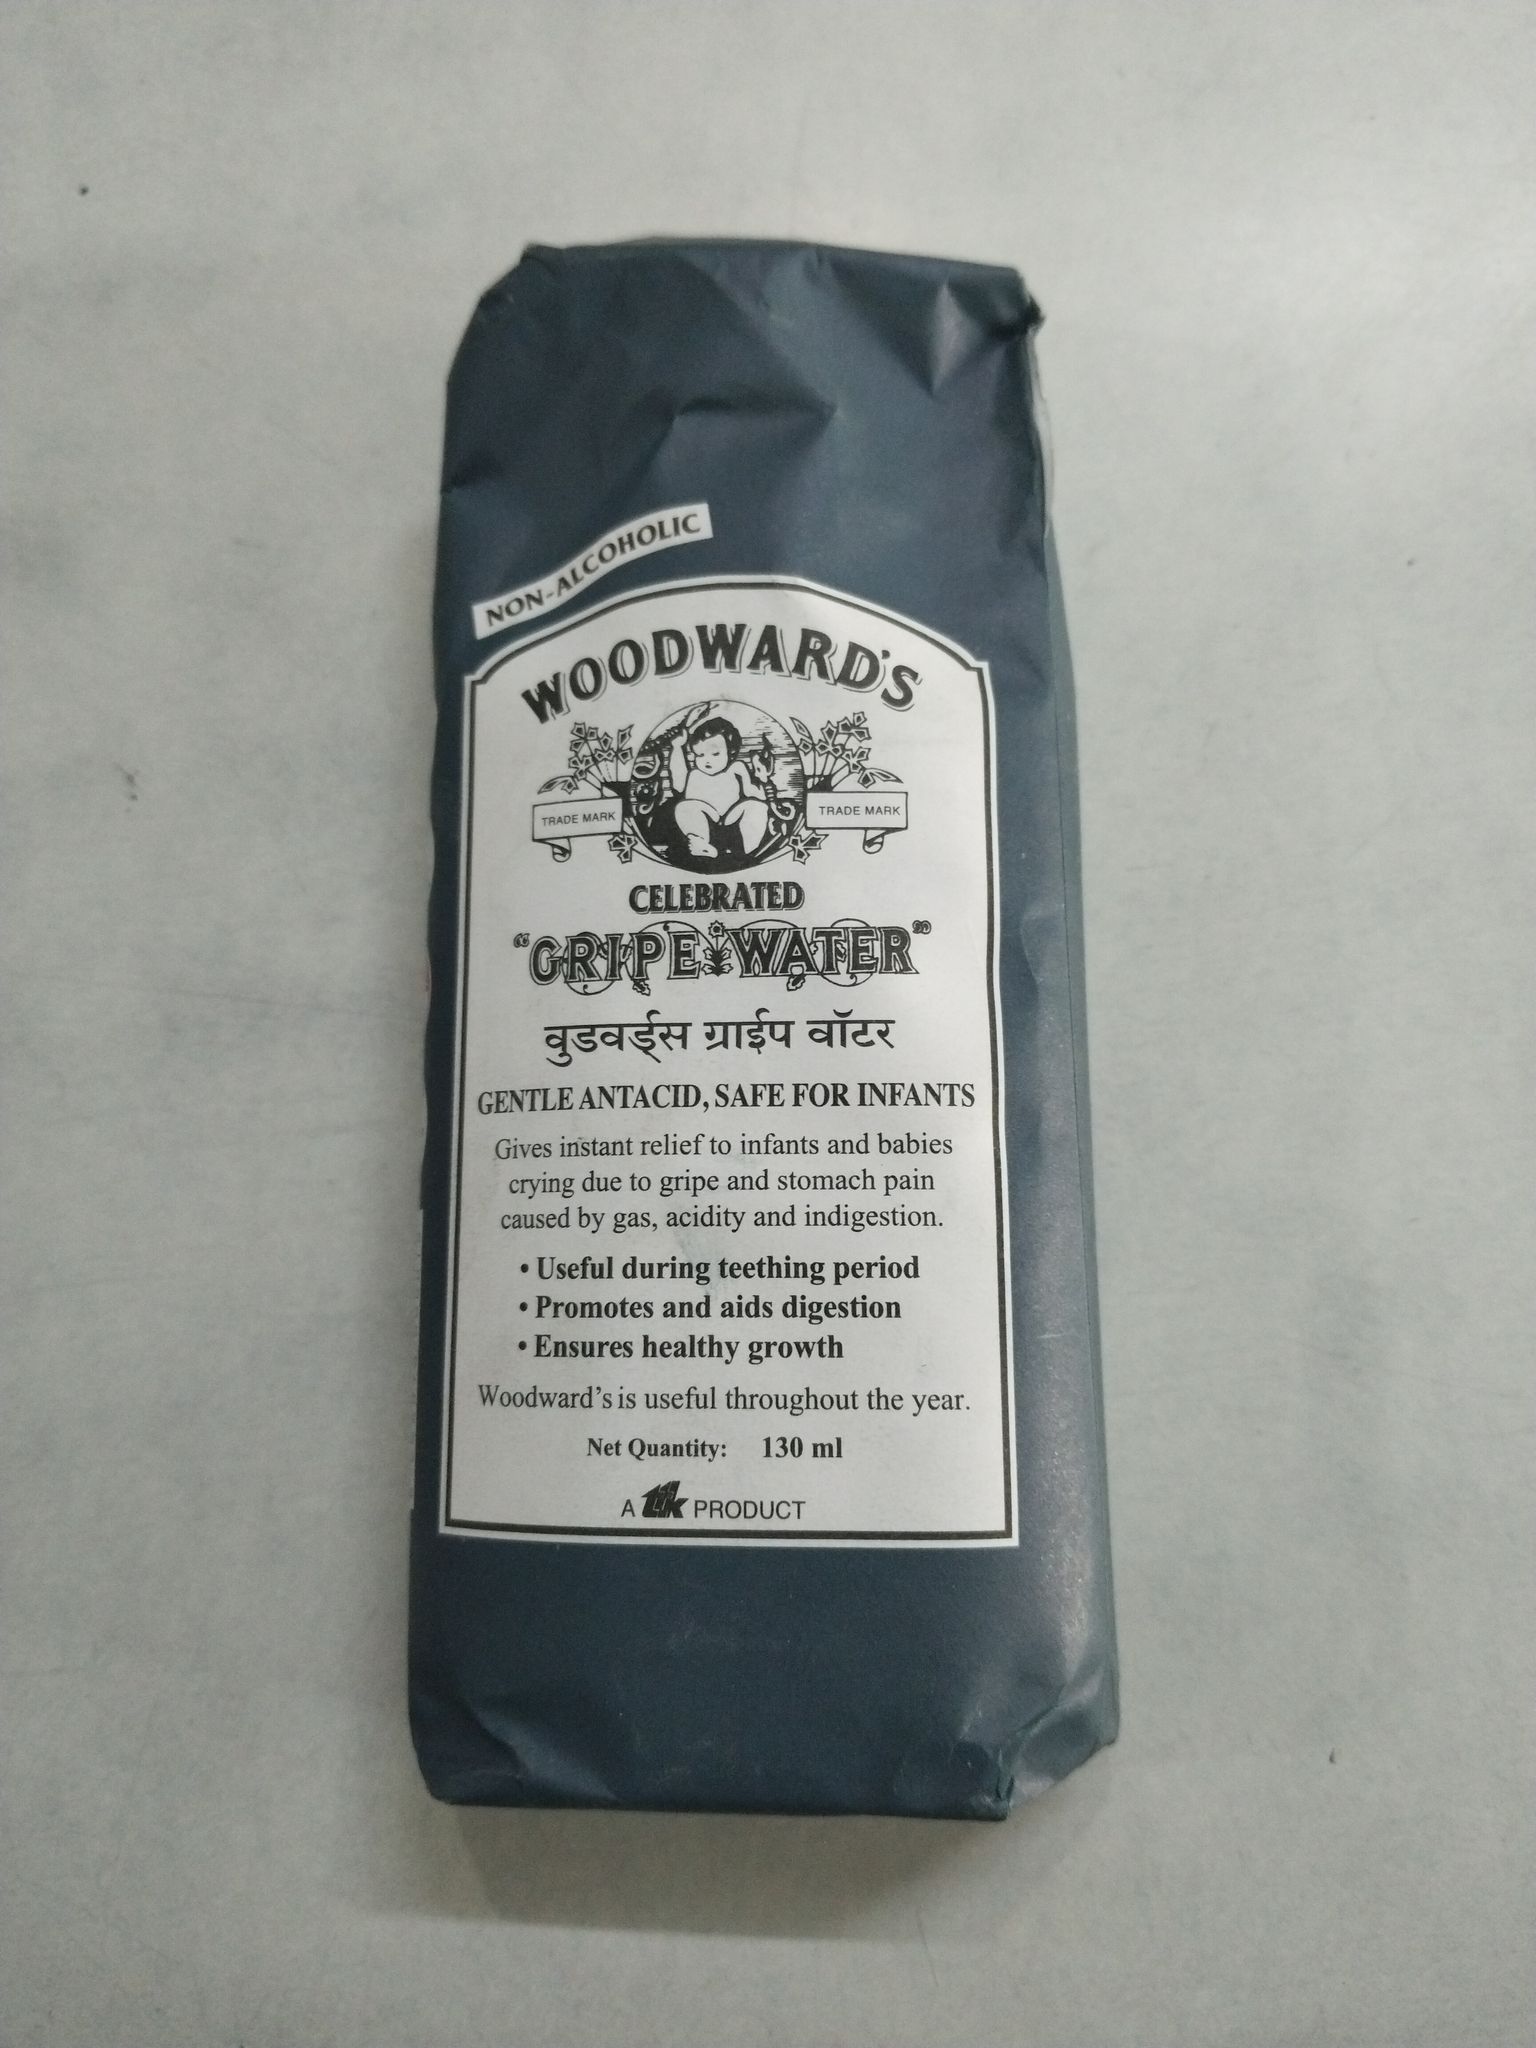 NON-ALCOHOLIC
WOODWARD'S
TRADE MARK
TRADE MARK
CELEBRATED
"GRIPE WATER"
वुडवर्ड्स ग्राईप वॉटर
GENTLE ANTACID, SAFE FOR INFANTS
Gives instant relief to infants and babies
crying due to gripe and stomach pain
caused by gas, acidity and indigestion.
• Useful during teething period
• Promotes and aids digestion
• Ensures healthy growth
Woodward's is useful throughout the year.
Net Quantity: 130 ml
A ttk PRODUCT